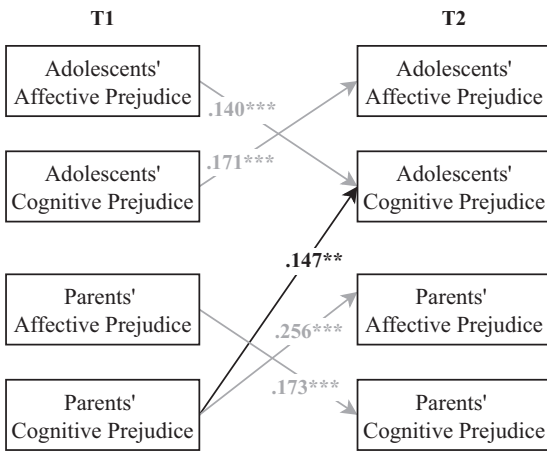 T1 T2
Adolescents'
Affective Prejudice
Adolescents'
Affective Prejudice
.140***
.171***
Adolescents'
Cognitive Prejudice
Adolescents'
Cognitive Prejudice
.147**
Parents'
Affective Prejudice
Parents'
Affective Prejudice
.256***
.173***
Parents'
Cognitive Prejudice
Parents'
Cognitive Prejudice